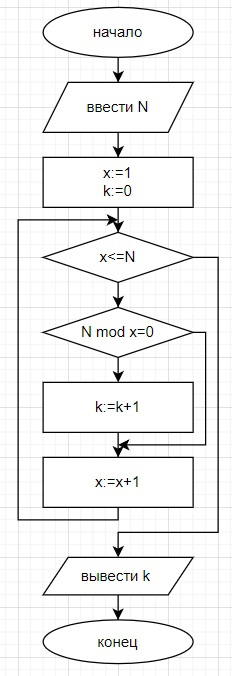 начало
ввести N
x:=1
k:=0
x<=N
N mod x=0
k:=k+1
x:=x+1
вывести k
конец